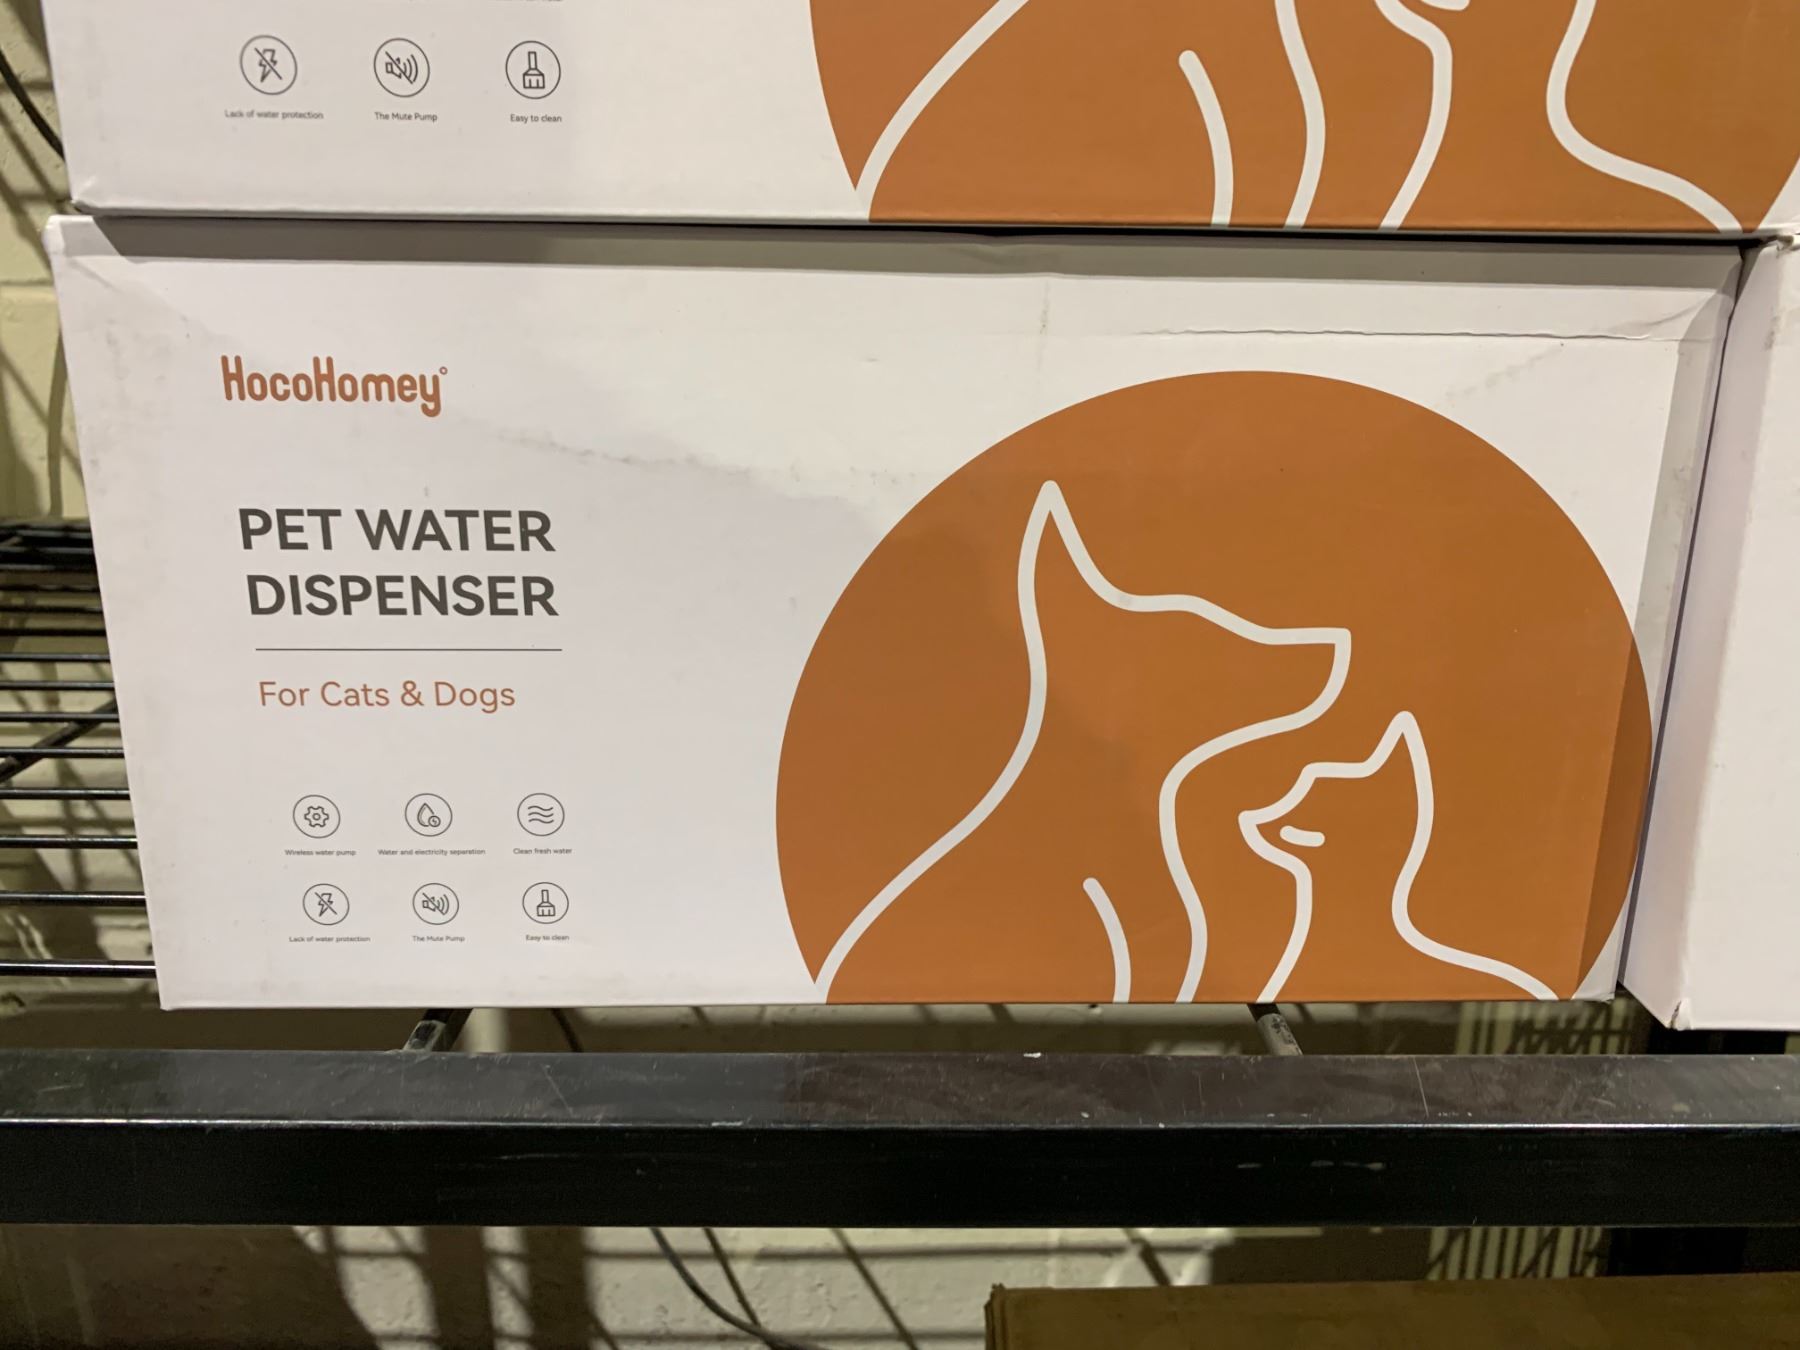 Lack of water protection The Mute Pump Easy to clean
HocoHomey
PET WATER
DISPENSER
For Cats & Dogs
Wireless water pump Water and electricity separation Clean fresh water
Lack of water protection The Mute Pump Easy to clean